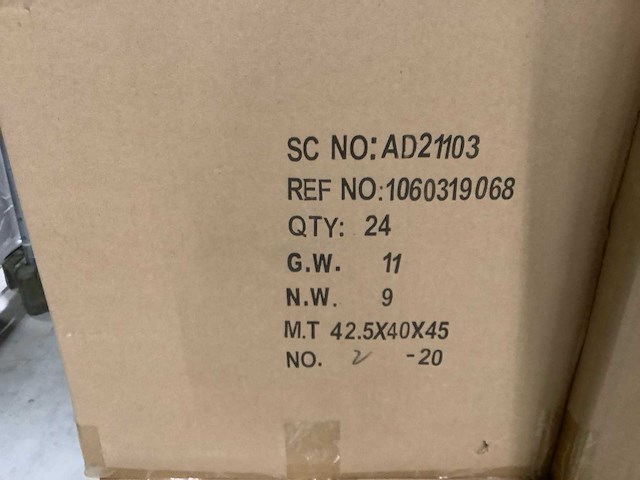 SC NO:AD21103
REF NO:1060319068
QTY: 24
G.W. 11
N.W. 9
M.T 42.5X40X45
NO. 2 -20